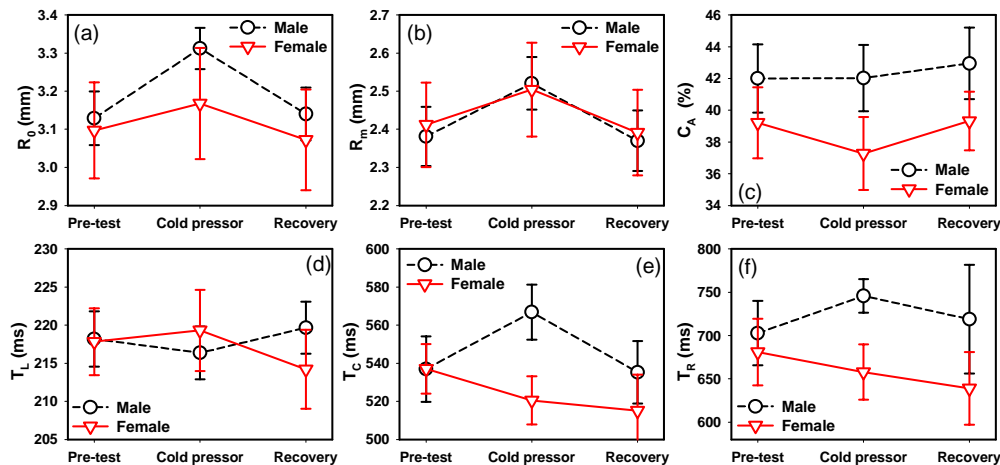 (a)
Male
Female
R0 (mm)
3.4
3.3
3.2
3.1
3.0
2.9
Pre-test Cold pressor Recovery
(b)
Male
Female
Rm (mm)
2.7
2.6
2.5
2.4
2.3
2.2
Pre-test Cold pressor Recovery
(c)
Male
Female
CA (%)
46
44
42
40
38
36
34
Pre-test Cold pressor Recovery
(d)
Male
Female
TL (ms)
230
225
220
215
210
205
Pre-test Cold pressor Recovery
(e)
Male
Female
TC (ms)
600
580
560
540
520
500
Pre-test Cold pressor Recovery
(f)
Male
Female
TR (ms)
800
750
700
650
600
Pre-test Cold pressor Recovery